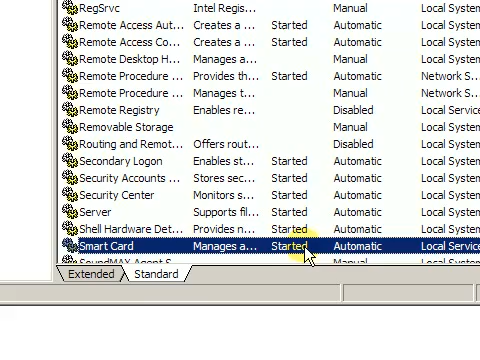 RegSrvc Intel Regis... Manual Local System
Remote Access Aut... Creates a ... Started Automatic Local System
Remote Access Co... Creates a ... Started Automatic Local System
Remote Desktop H... Manages a... Manual Local System
Remote Procedure ... Provides th... Started Automatic Network S...
Remote Procedure ... Manages t... Manual Network S...
Remote Registry Enables re... Disabled Local Service
Removable Storage Manual Local System
Routing and Remot... Offers rout... Disabled Local System
Secondary Logon Enables st... Started Automatic Local System
Security Accounts ... Stores sec... Started Automatic Local System
Security Center Monitors s... Started Automatic Local System
Server Supports fil... Started Automatic Local System
Shell Hardware Det... Provides n... Started Automatic Local System
Smart Card Manages a... Started Automatic Local Service
SoundMAX Agent S... Manual Local System
Extended Standard